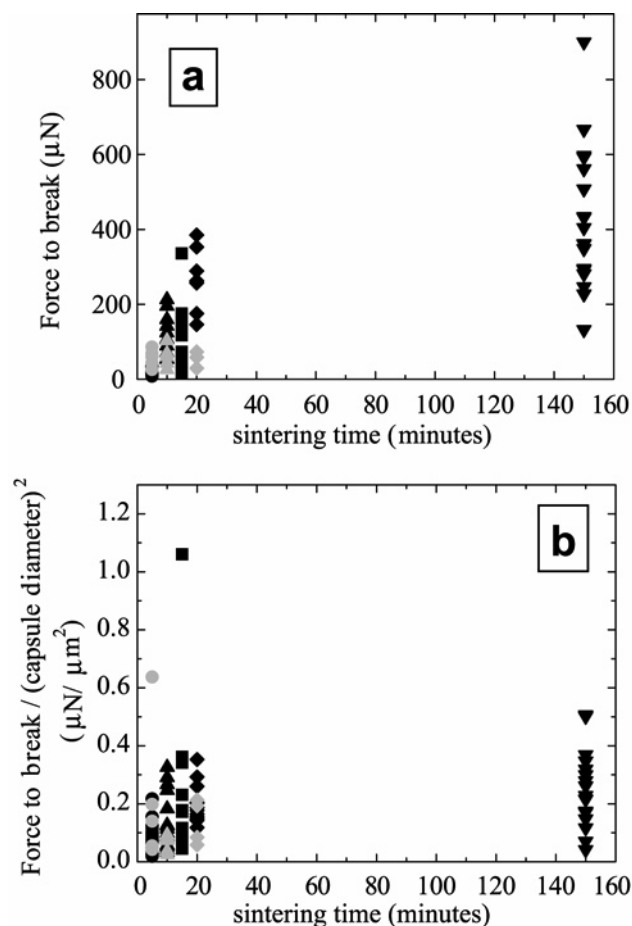 a
Force to break (μN)
800
600
400
200
0
0 20 40 60 80 100 120 140 160
sintering time (minutes)
b
Force to break / (capsule diameter)²
(μN/ μm²)
1.2
1.0
0.8
0.6
0.4
0.2
0.0
0 20 40 60 80 100 120 140 160
sintering time (minutes)